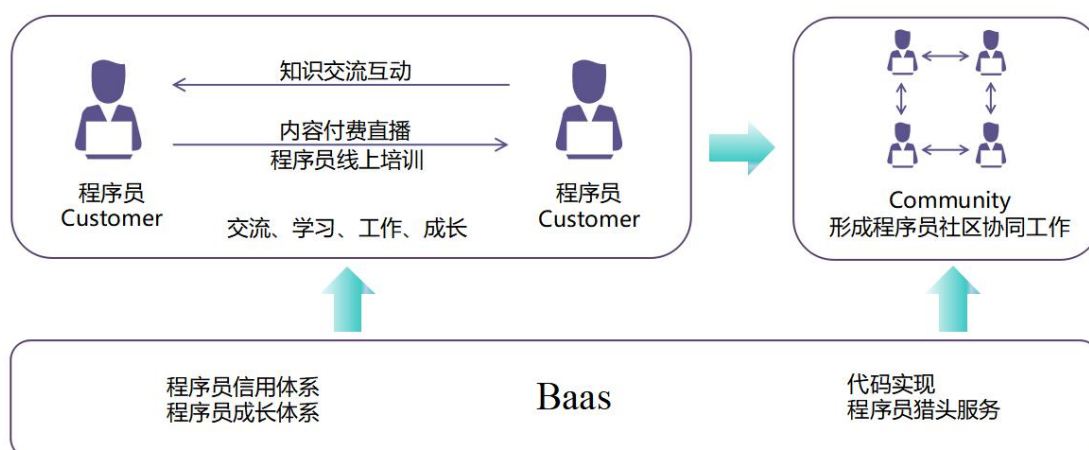 知识交流互动
内容付费直播
程序员线上培训
程序员
Customer
程序员
Customer
交流、学习、工作、成长
Community
形成程序员社区协同工作
程序员信用体系
程序员成长体系
Baas
代码实现
程序员猎头服务